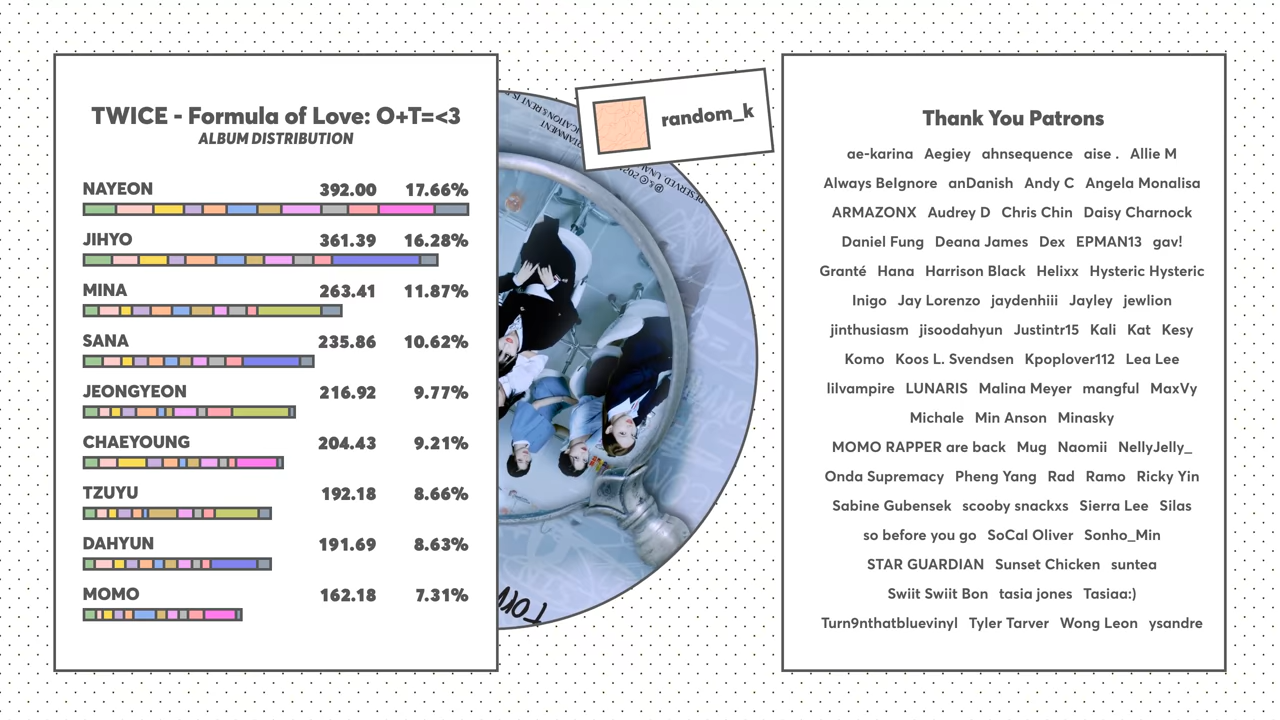 TWICE - Formula of Love: O+T=<3
ALBUM DISTRIBUTION
NAYEON 392.00 17.66%
JIHYO 361.39 16.28%
MINA 263.41 11.87%
SANA 235.86 10.62%
JEONGYEON 216.92 9.77%
CHAEYOUNG 204.43 9.21%
TZUYU 192.18 8.66%
DAHYUN 191.69 8.63%
MOMO 162.18 7.31%
random_k
Thank You Patrons
ae-karina Aegiey ahnsequence aise . Allie M
Always BeIgnore anDanish Andy C Angela Monalisa
ARMAZONX Audrey D Chris Chin Daisy Charnock
Daniel Fung Deana James Dex EPMAN13 gav!
Granté Hana Harrison Black Helixx Hysteric Hysteric
Inigo Jay Lorenzo jaydenhiii Jayley jewlion
jinthusiasm jisoodahyun Justintr15 Kali Kat Kesy
Komo Koos L. Svendsen Kpoplover112 Lea Lee
lilvampire LUNARIS Malina Meyer mangful MaxVy
Michale Min Anson Minasky
MOMO RAPPER are back Mug Naomii NellyJelly_
Onda Supremacy Pheng Yang Rad Ramo Ricky Yin
Sabine Gubensek scooby snackxs Sierra Lee Silas
so before you go SoCal Oliver Sonho_Min
STAR GUARDIAN Sunset Chicken suntea
Swiit Swiit Bon tasia jones Tasiaa:)
Turn9nthatbluevinyl Tyler Tarver Wong Leon ysandre